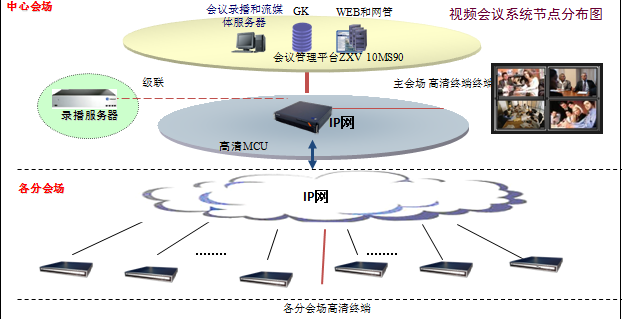 中心会场
会议录播和流媒
体服务器
GK
WEB和网管
视频会议系统节点分布图
会议管理平台ZXV 10MS90
级联
主会场 高清终端终端
录播服务器
IP网
高清MCU
各分会场
IP网
各分会场高清终端